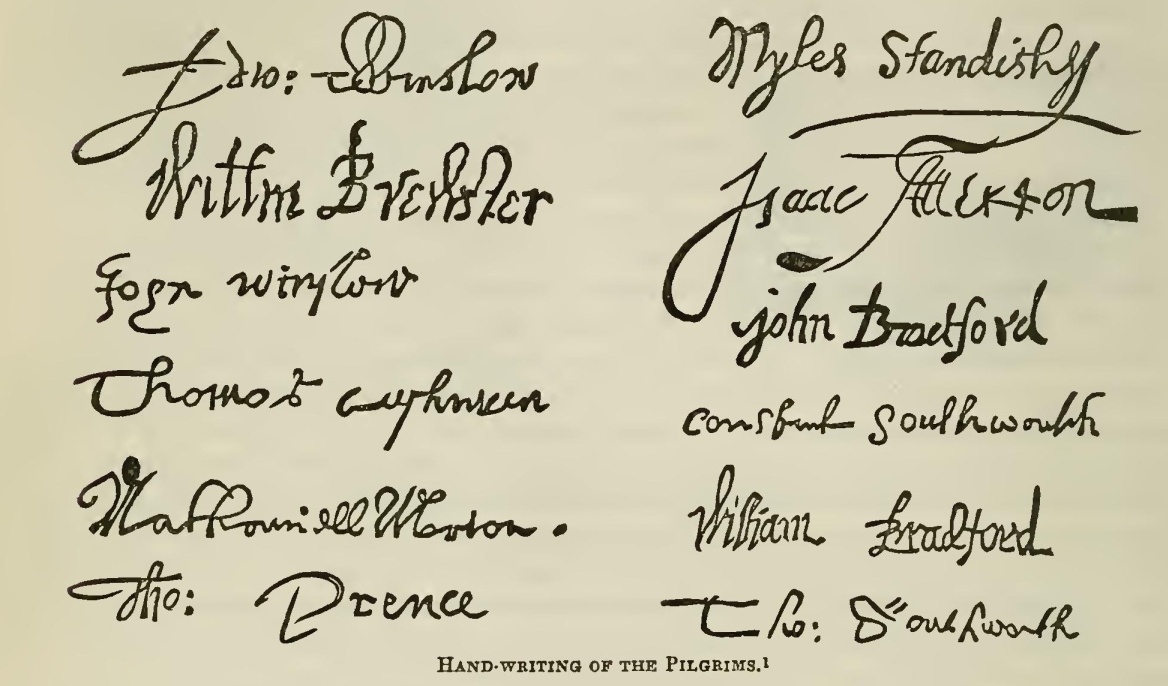 Edw: Winslow
Willm Brewster
John Winslow
Thomas Cushman
Nathaniell Morton.
Tho: Prence
Myles Standish
Isaac Allerton
john Bradford
constant Southworth
William Bradford
Tho: Southworth
HAND-WRITING OF THE PILGRIMS.¹